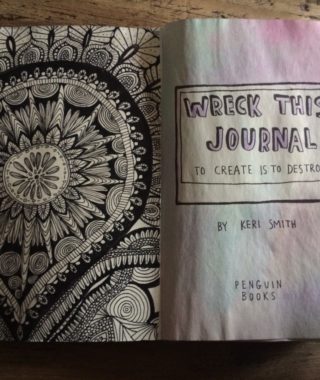 WRECK THIS
JOURNAL
TO CREATE IS TO DESTRO
BY KERI SMITH
PENGUIN
BOOKS